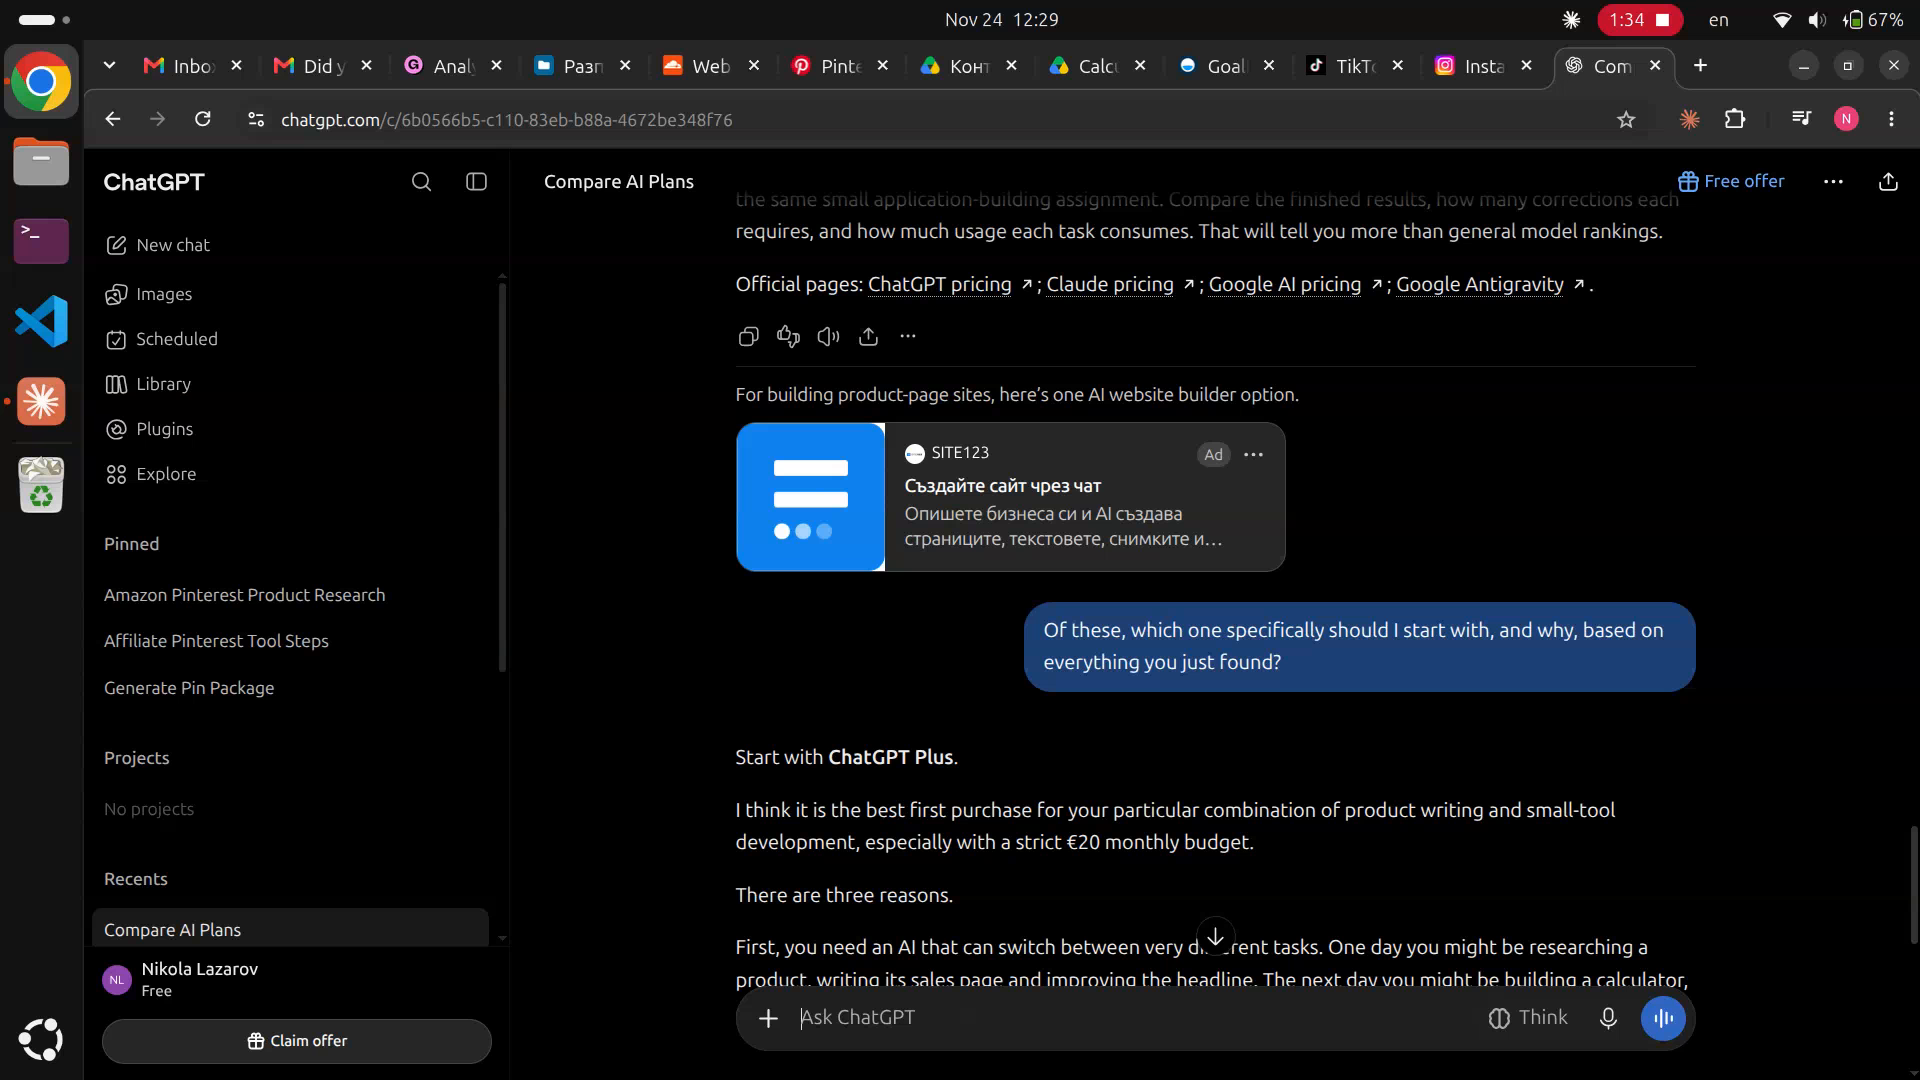 Nov 24 12:29
1:34
en
67%
Inbo
Did y
Anal
Разп
Web
Pinte
Конт
Calcu
Goal
TikTo
Insta
Com
chatgpt.com/c/6b0566b5-c110-83eb-b88a-4672be348f76
N
ChatGPT
New chat
Images
Scheduled
Library
Plugins
Explore
Pinned
Amazon Pinterest Product Research
Affiliate Pinterest Tool Steps
Generate Pin Package
Projects
No projects
Recents
Compare AI Plans
NL
Nikola Lazarov
Free
Claim offer
Compare AI Plans
Free offer
the same small application-building assignment. Compare the finished results, how many corrections each
requires, and how much usage each task consumes. That will tell you more than general model rankings.
Official pages: ChatGPT pricing ↗; Claude pricing ↗; Google AI pricing ↗; Google Antigravity ↗.
For building product-page sites, here’s one AI website builder option.
SITE123
Ad
Създайте сайт чрез чат
Опишете бизнеса си и AI създава
страниците, текстовете, снимките и…
Of these, which one specifically should I start with, and why, based on
everything you just found?
Start with ChatGPT Plus.
I think it is the best first purchase for your particular combination of product writing and small-tool
development, especially with a strict €20 monthly budget.
There are three reasons.
First, you need an AI that can switch between very tasks. One day you might be researching a
product, writing its sales page and improving the headline. The next day you might be building a calculator,
Ask ChatGPT
Think